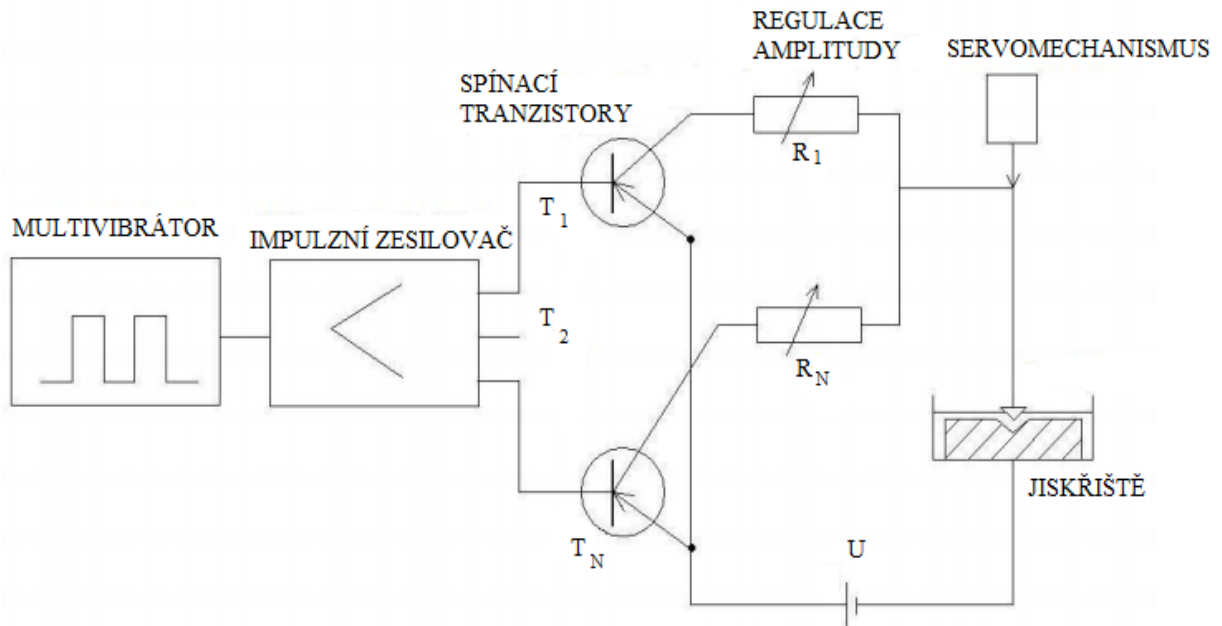 REGULACE
AMPLITUDY
SERVOMECHANISMUS
SPÍNACÍ
TRANZISTORY
R1
T1
MULTIVIBRÁTOR
IMPULZNÍ ZESILOVAČ
T2
RN
JISKŘIŠTĚ
TN
U